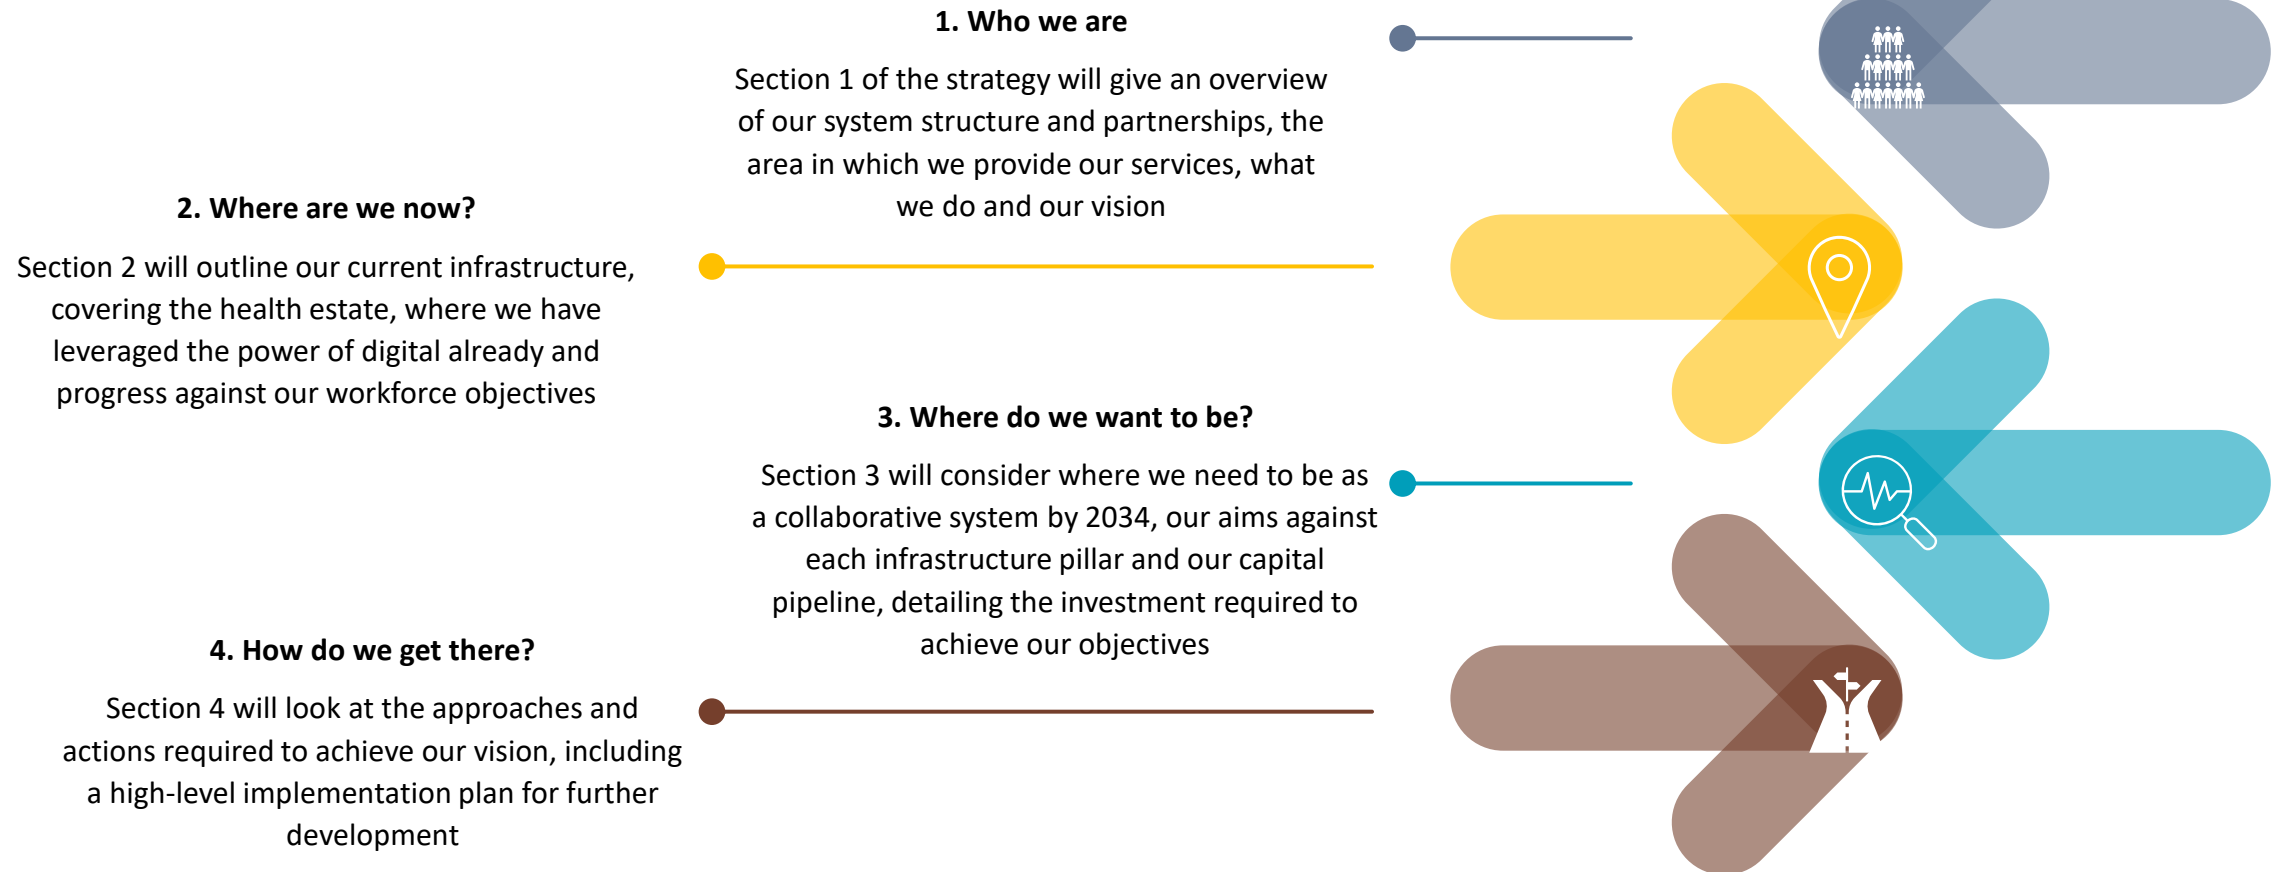 1. Who we are
Section 1 of the strategy will give an overview
of our system structure and partnerships, the
area in which we provide our services, what
we do and our vision
2. Where are we now?
Section 2 will outline our current infrastructure,
covering the health estate, where we have
leveraged the power of digital already and
progress against our workforce objectives
3. Where do we want to be?
Section 3 will consider where we need to be as
a collaborative system by 2034, our aims against
each infrastructure pillar and our capital
pipeline, detailing the investment required to
achieve our objectives
4. How do we get there?
Section 4 will look at the approaches and
actions required to achieve our vision, including
a high-level implementation plan for further
development